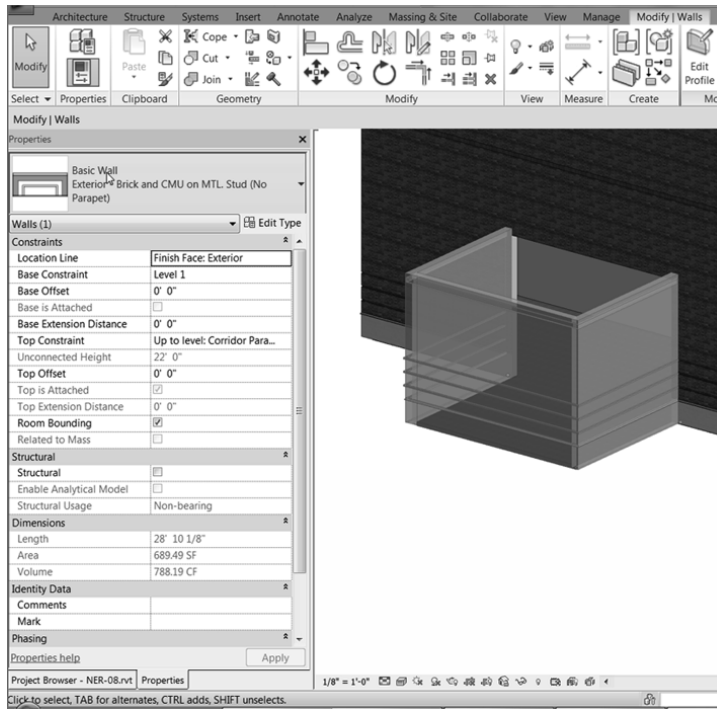 Architecture Structure Systems Insert Annotate Analyze Massing & Site Collaborate View Manage Modify | Walls
Cope
Cut
Join
Modify
Paste
Edit
Profile
Select Properties Clipboard Geometry Modify View Measure Create Mo
Modify | Walls
Properties
Basic Wall
Exterior - Brick and CMU on MTL. Stud (No
Parapet)
Walls (1) Edit Type
Constraints
Location Line Finish Face: Exterior
Base Constraint Level 1
Base Offset 0' 0"
Base is Attached
Base Extension Distance 0' 0"
Top Constraint Up to level: Corridor Para...
Unconnected Height 22' 0"
Top Offset 0' 0"
Top is Attached
Top Extension Distance 0' 0"
Room Bounding
Related to Mass
Structural
Structural
Enable Analytical Model
Structural Usage Non-bearing
Dimensions
Length 28' 10 1/8"
Area 689.49 SF
Volume 788.19 CF
Identity Data
Comments
Mark
Phasing
Properties help Apply
Project Browser - NER-08.rvt Properties
1/8" = 1'-0"
Click to select, TAB for alternates, CTRL adds, SHIFT unselects.
:0